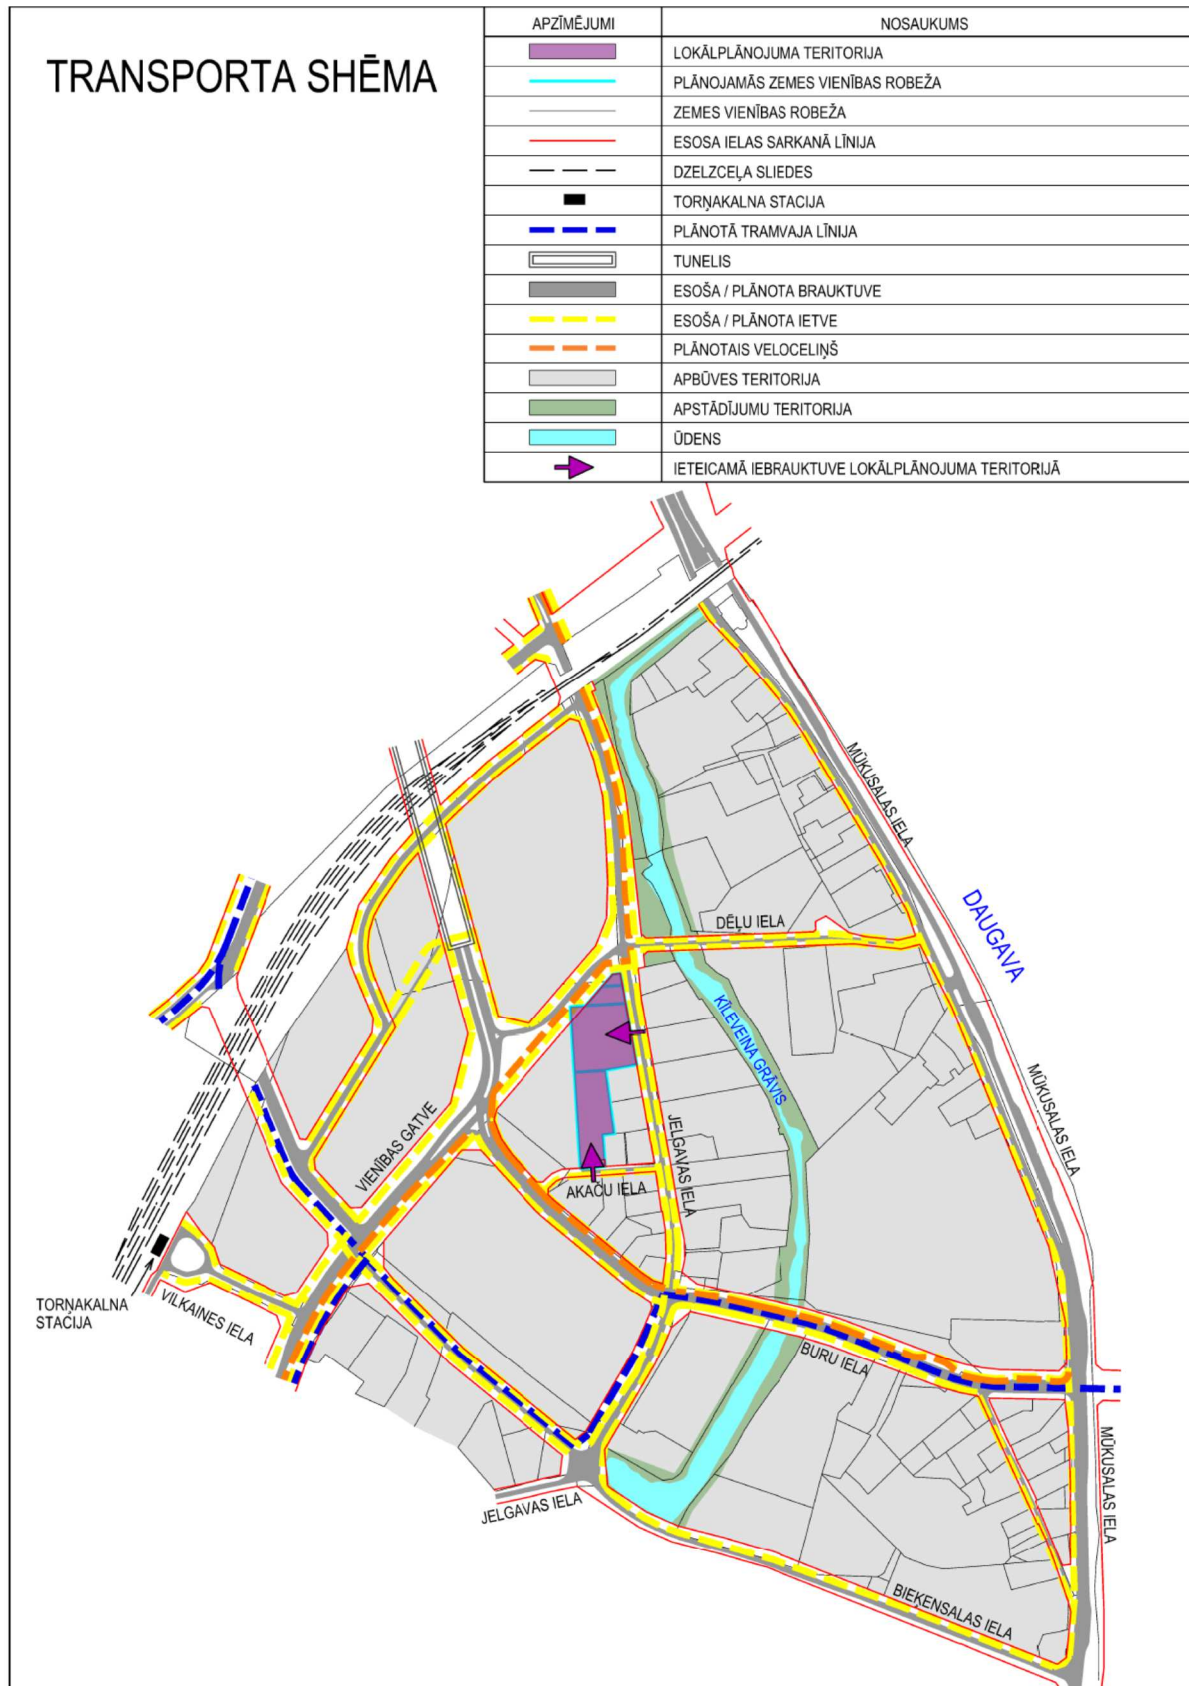 TRANSPORTA SHĒMA
APZĪMĒJUMI NOSAUKUMS
LOKĀLPLĀNOJUMA TERITORIJA
PLĀNOJAMĀS ZEMES VIENĪBAS ROBEŽA
ZEMES VIENĪBAS ROBEŽA
ESOSA IELAS SARKANĀ LĪNIJA
DZELZCEĻA SLIEDES
TORŅAKALNA STACIJA
PLĀNOTĀ TRAMVAJA LĪNIJA
TUNELIS
ESOŠA / PLĀNOTA BRAUKTUVE
ESOŠA / PLĀNOTA IETVE
PLĀNOTAIS VELOCELIŅŠ
APBŪVES TERITORIJA
APSTĀDĪJUMU TERITORIJA
ŪDENS
IETEICAMĀ IEBRAUKTUVE LOKĀLPLĀNOJUMA TERITORIJĀ
MŪKUSALAS IELA
DĒĻU IELA
DAUGAVA
ĶĪLEVEINA GRĀVIS
MŪKUSALAS IELA
VIENĪBAS GATVE
JELGAVAS IELA
AKAČU IELA
TORŅAKALNA
STACIJA
VILKAINES IELA
BURU IELA
MŪKUSALAS IELA
JELGAVAS IELA
BIEĶENSALAS IELA